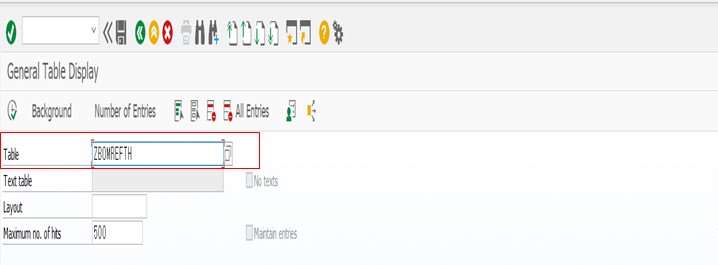 General Table Display
Background Number of Entries All Entries
Table ZBOMREFTH
Text table No texts
Layout
Maximum no. of hits 500 Maintain entries